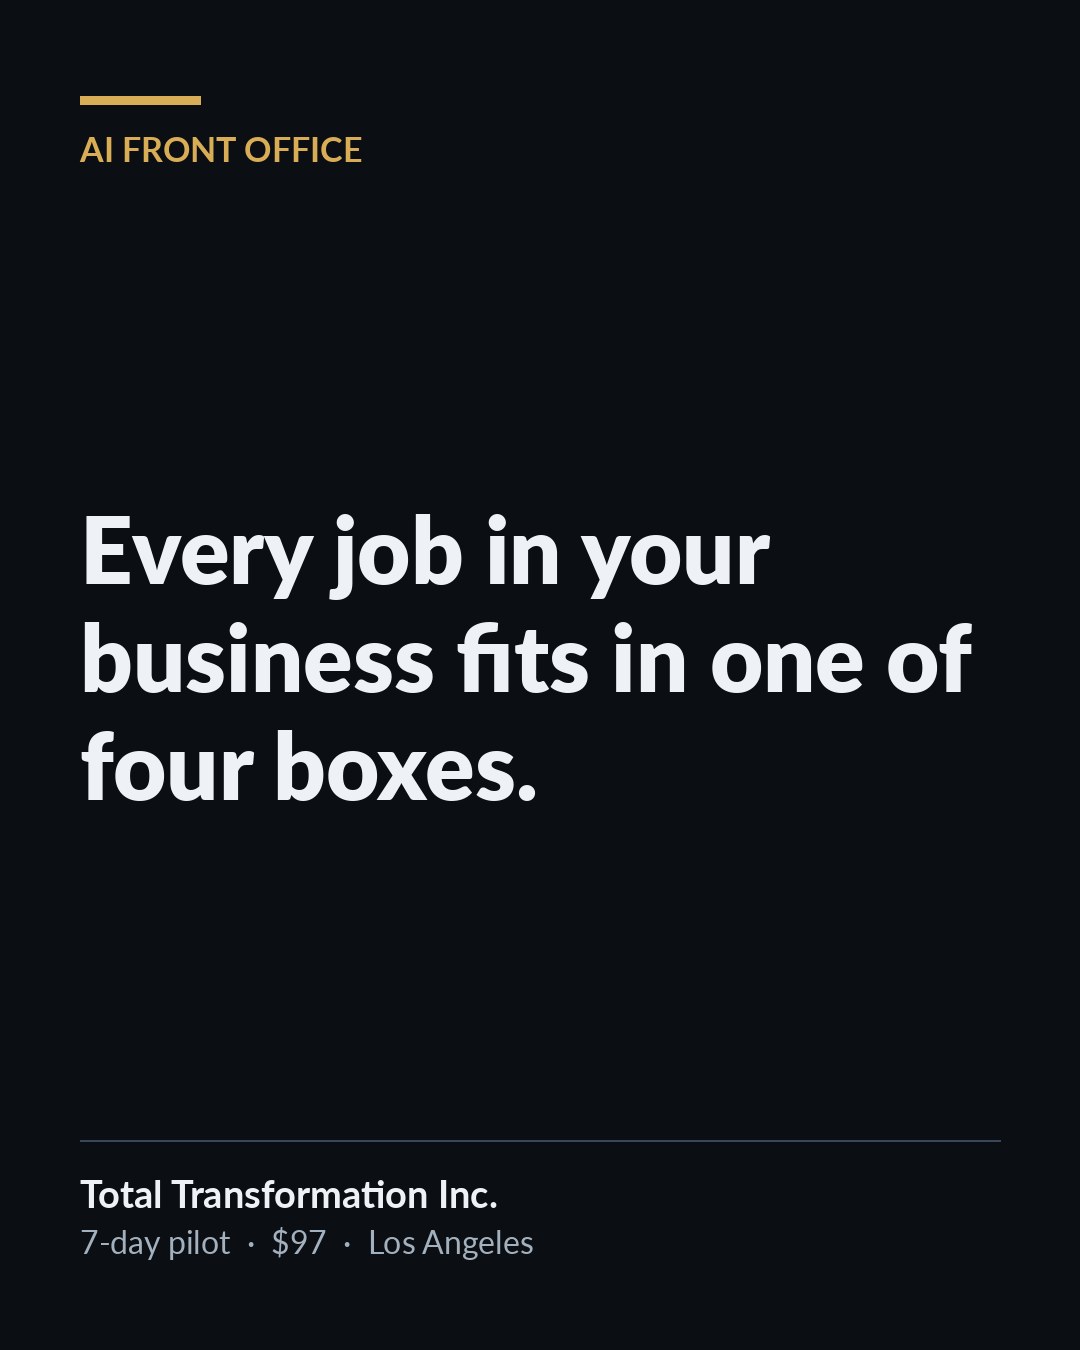 AI FRONT OFFICE
Every job in your
business fits in one of
four boxes.
Total Transformation Inc.
7-day pilot · $97 · Los Angeles